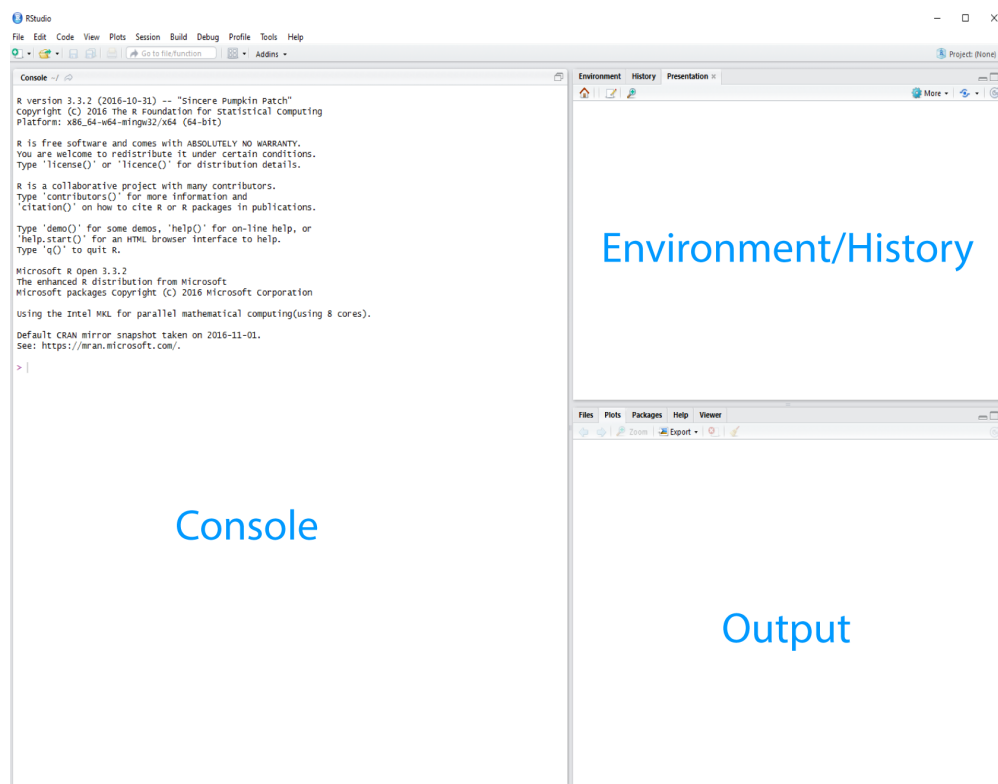 RStudio
File Edit Code View Plots Session Build Debug Profile Tools Help
Go to file/function Addins Project: (None)
Console ~/
R version 3.3.2 (2016-10-31) -- "Sincere Pumpkin Patch"
Copyright (C) 2016 The R Foundation for Statistical Computing
Platform: x86_64-w64-mingw32/x64 (64-bit)
R is free software and comes with ABSOLUTELY NO WARRANTY.
You are welcome to redistribute it under certain conditions.
Type 'license()' or 'licence()' for distribution details.
R is a collaborative project with many contributors.
Type 'contributors()' for more information and
'citation()' on how to cite R or R packages in publications.
Type 'demo()' for some demos, 'help()' for on-line help, or
'help.start()' for an HTML browser interface to help.
Type 'q()' to quit R.
Microsoft R Open 3.3.2
The enhanced R distribution from Microsoft
Microsoft packages Copyright (C) 2016 Microsoft Corporation
Using the Intel MKL for parallel mathematical computing(using 8 cores).
Default CRAN mirror snapshot taken on 2016-11-01.
See: https://mran.microsoft.com/.
>
Console
Environment History Presentation
More
Environment/History
Files Plots Packages Help Viewer
Zoom Export
Output